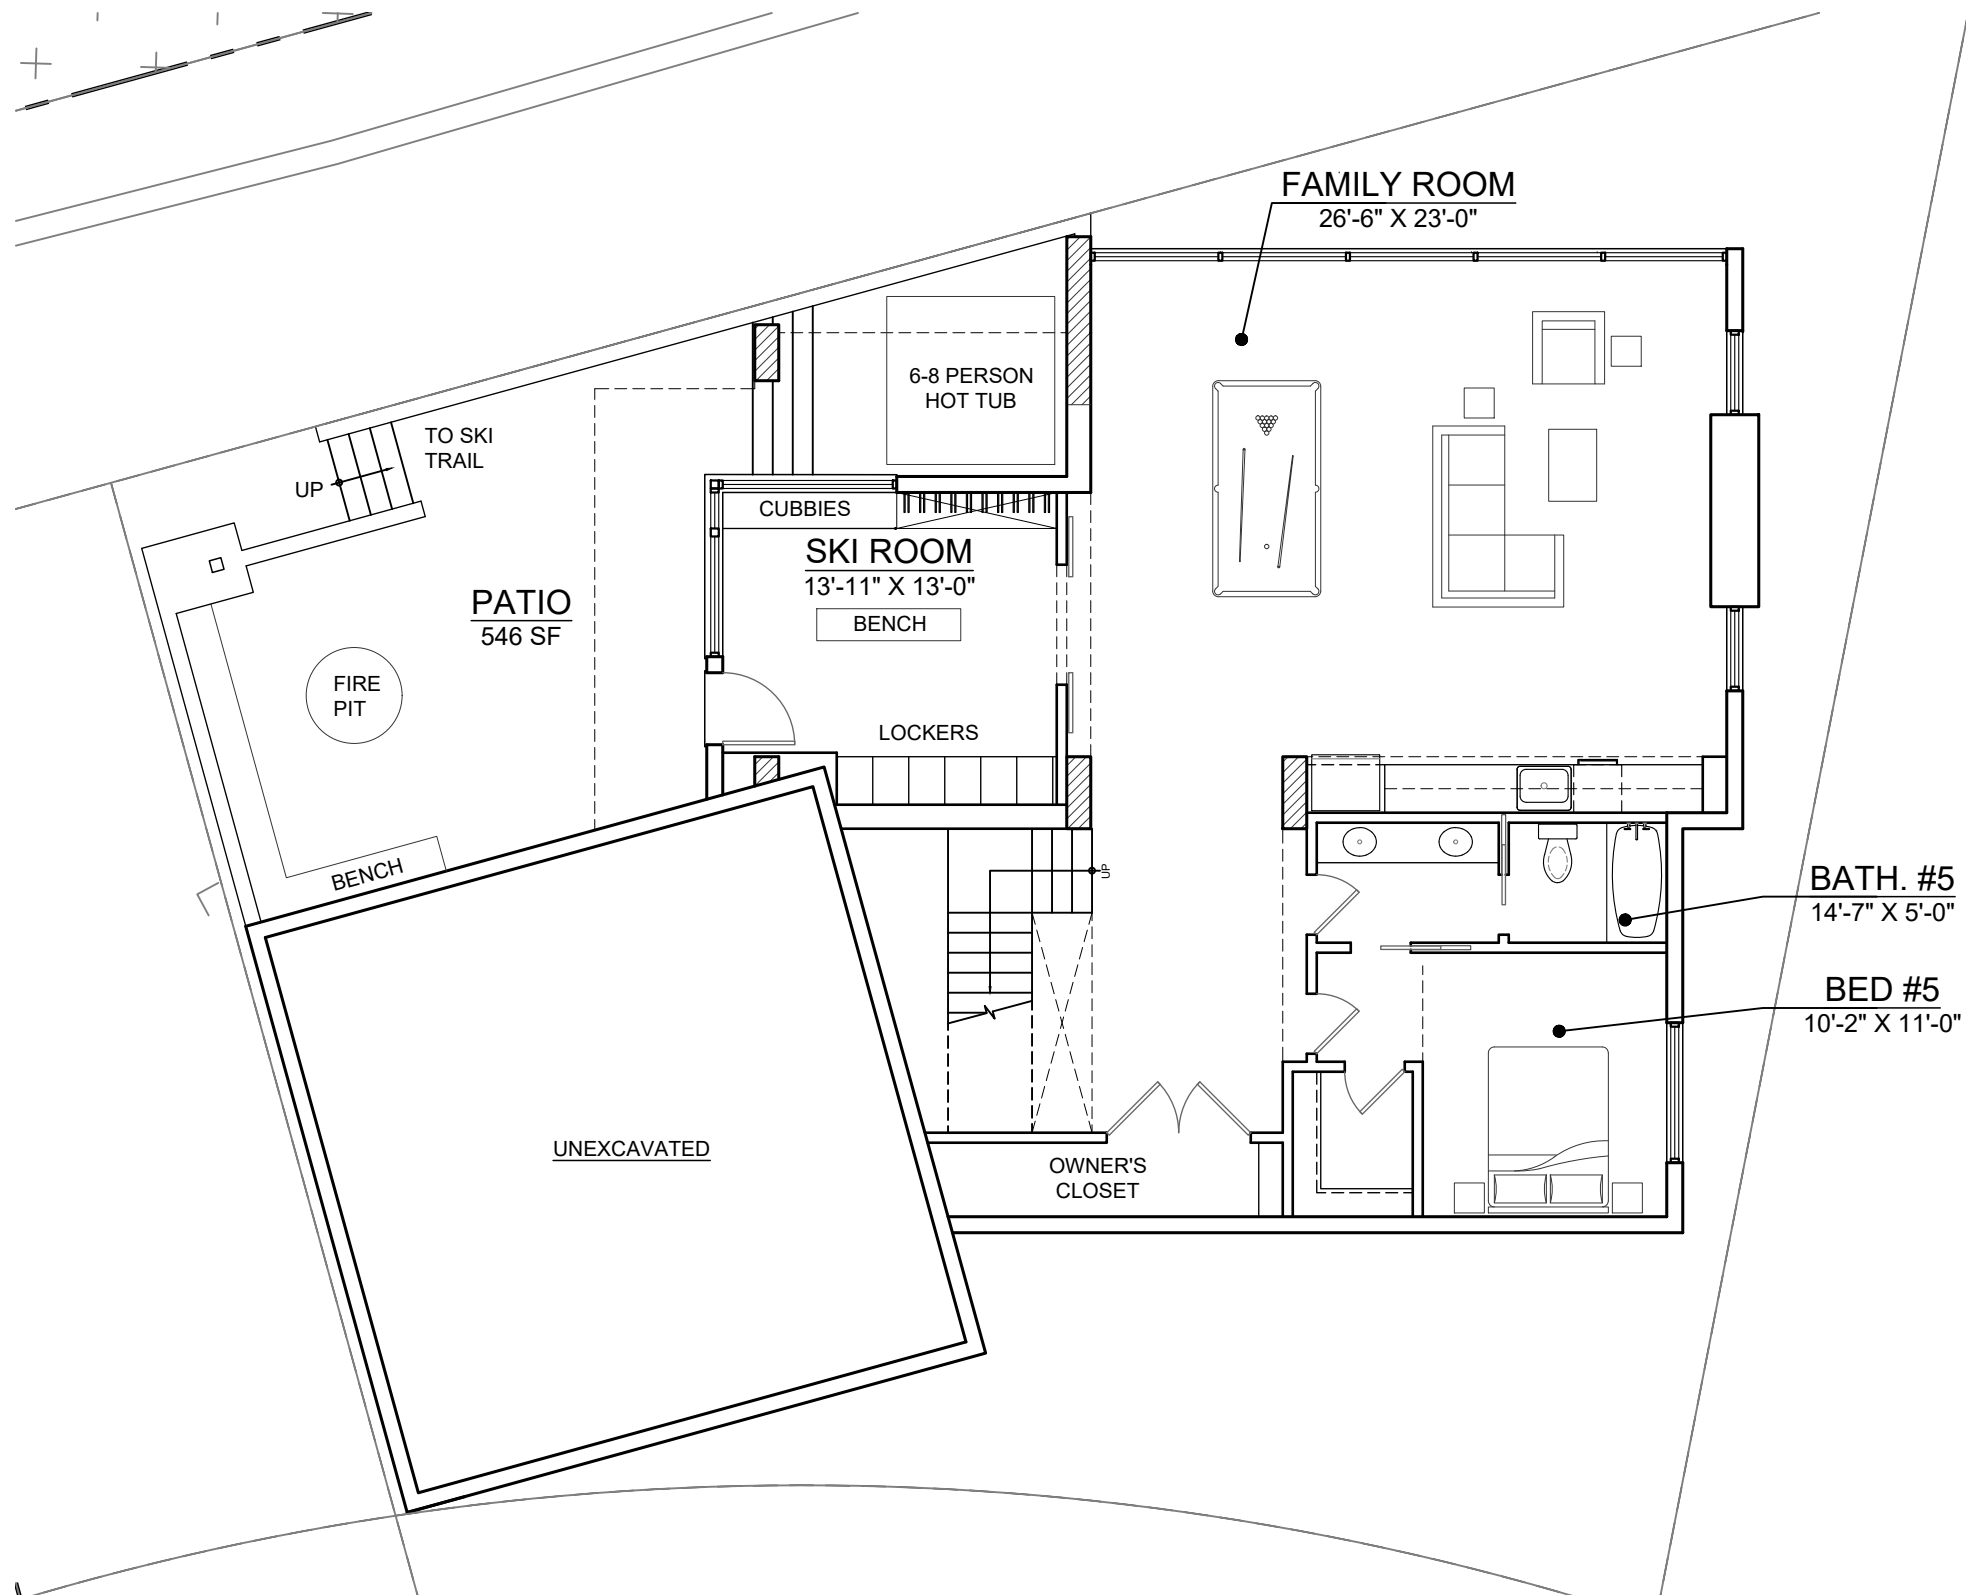 FAMILY ROOM
26'-6" X 23'-0"
6-8 PERSON
HOT TUB
TO SKI
TRAIL
UP
CUBBIES
SKI ROOM
13'-11" X 13'-0"
BENCH
PATIO
546 SF
FIRE
PIT
LOCKERS
BENCH
UP
BATH. #5
14'-7" X 5'-0"
BED #5
10'-2" X 11'-0"
UNEXCAVATED
OWNER'S
CLOSET